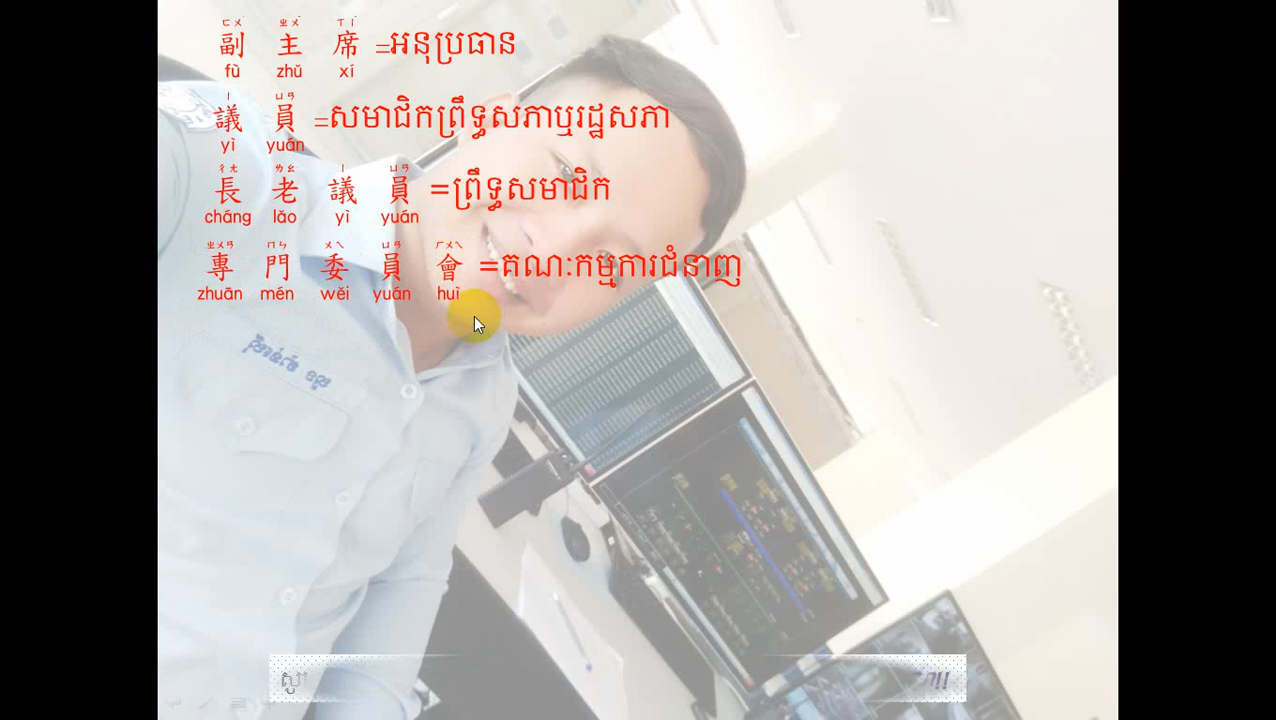 ㄈㄨˋ ㄓㄨˇ ㄒㄧˊ
副 主 席 =អនុប្រធាន
fù zhǔ xí
ㄧˋ ㄩㄢˊ
議 員 =សមាជិកព្រឹទ្ធសភាឬរដ្ឋសភា
yì yuán
ㄔㄤˊ ㄌㄠˇ ㄧˋ ㄩㄢˊ
長 老 議 員 =ព្រឹទ្ធសមាជិក
cháng lǎo yì yuán
ㄓㄨㄢ ㄇㄣˊ ㄨㄟˇ ㄩㄢˊ ㄏㄨㄟˋ
專 門 委 員 會 =គណៈកម្មការជំនាញ
zhuān mén wěi yuán huì
សូ